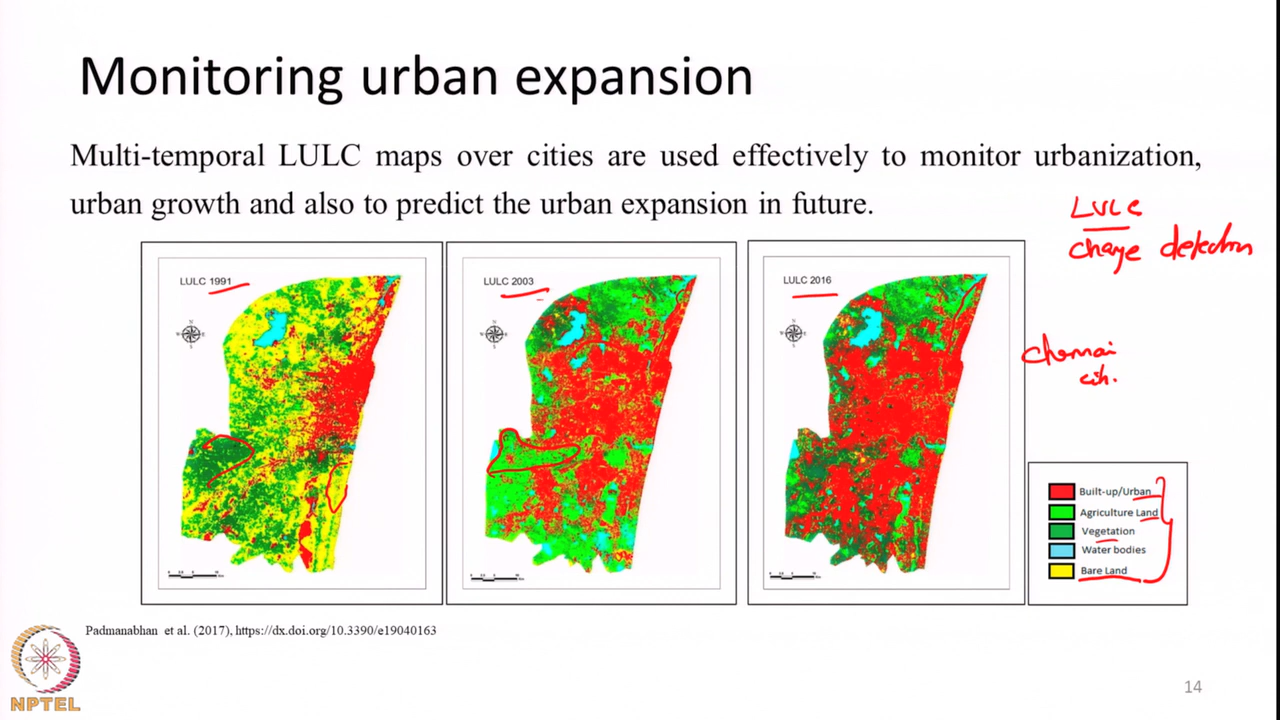 Monitoring urban expansion
Multi-temporal LULC maps over cities are used effectively to monitor urbanization,
urban growth and also to predict the urban expansion in future.
LULC
change detection
LULC 1991
LULC 2003
LULC 2016
N
W E
S
N
W E
S
N
W E
S
Chennai
Built-up/Urban
Agriculture Land
Vegetation
Water bodies
Bare Land
Padmanabhan et al. (2017), https://dx.doi.org/10.3390/e19040163
NPTEL
14